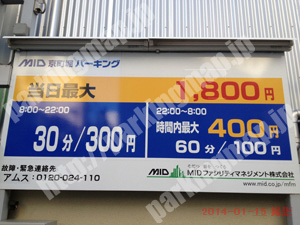 MID 京町堀パーキング
当日最大 1,800円
8:00~22:00
30分/300円
22:00~8:00
時間内最大 400円
60分/100円
故障・緊急連絡先
アムス:0120-024-110
MID MIDファシリティマネジメント株式会社
www.mid.co.jp/mfm